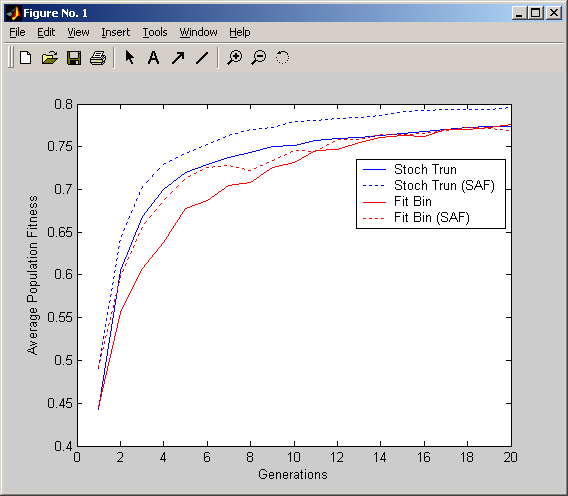 Figure No. 1
File Edit View Insert Tools Window Help
A
0.8
0.75
0.7
0.65
0.6
0.55
0.5
0.45
0.4
Average Population Fitness
Stoch Trun
Stoch Trun (SAF)
Fit Bin
Fit Bin (SAF)
0 2 4 6 8 10 12 14 16 18 20
Generations